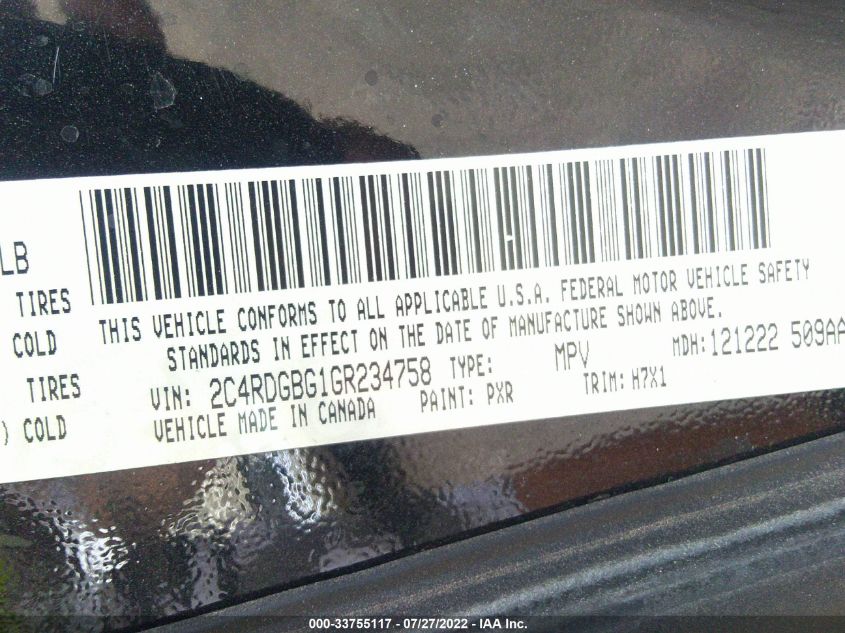 LB
TIRES
COLD
TIRES
) COLD
THIS VEHICLE CONFORMS TO ALL APPLICABLE U.S.A. FEDERAL MOTOR VEHICLE SAFETY
STANDARDS IN EFFECT ON THE DATE OF MANUFACTURE SHOWN ABOVE.
VIN: 2C4RDGBG1GR234758 TYPE: MPV MDH: 121222 509AA
VEHICLE MADE IN CANADA PAINT: PXR TRIM: H7X1
000-33755117 - 07/27/2022 - IAA Inc.